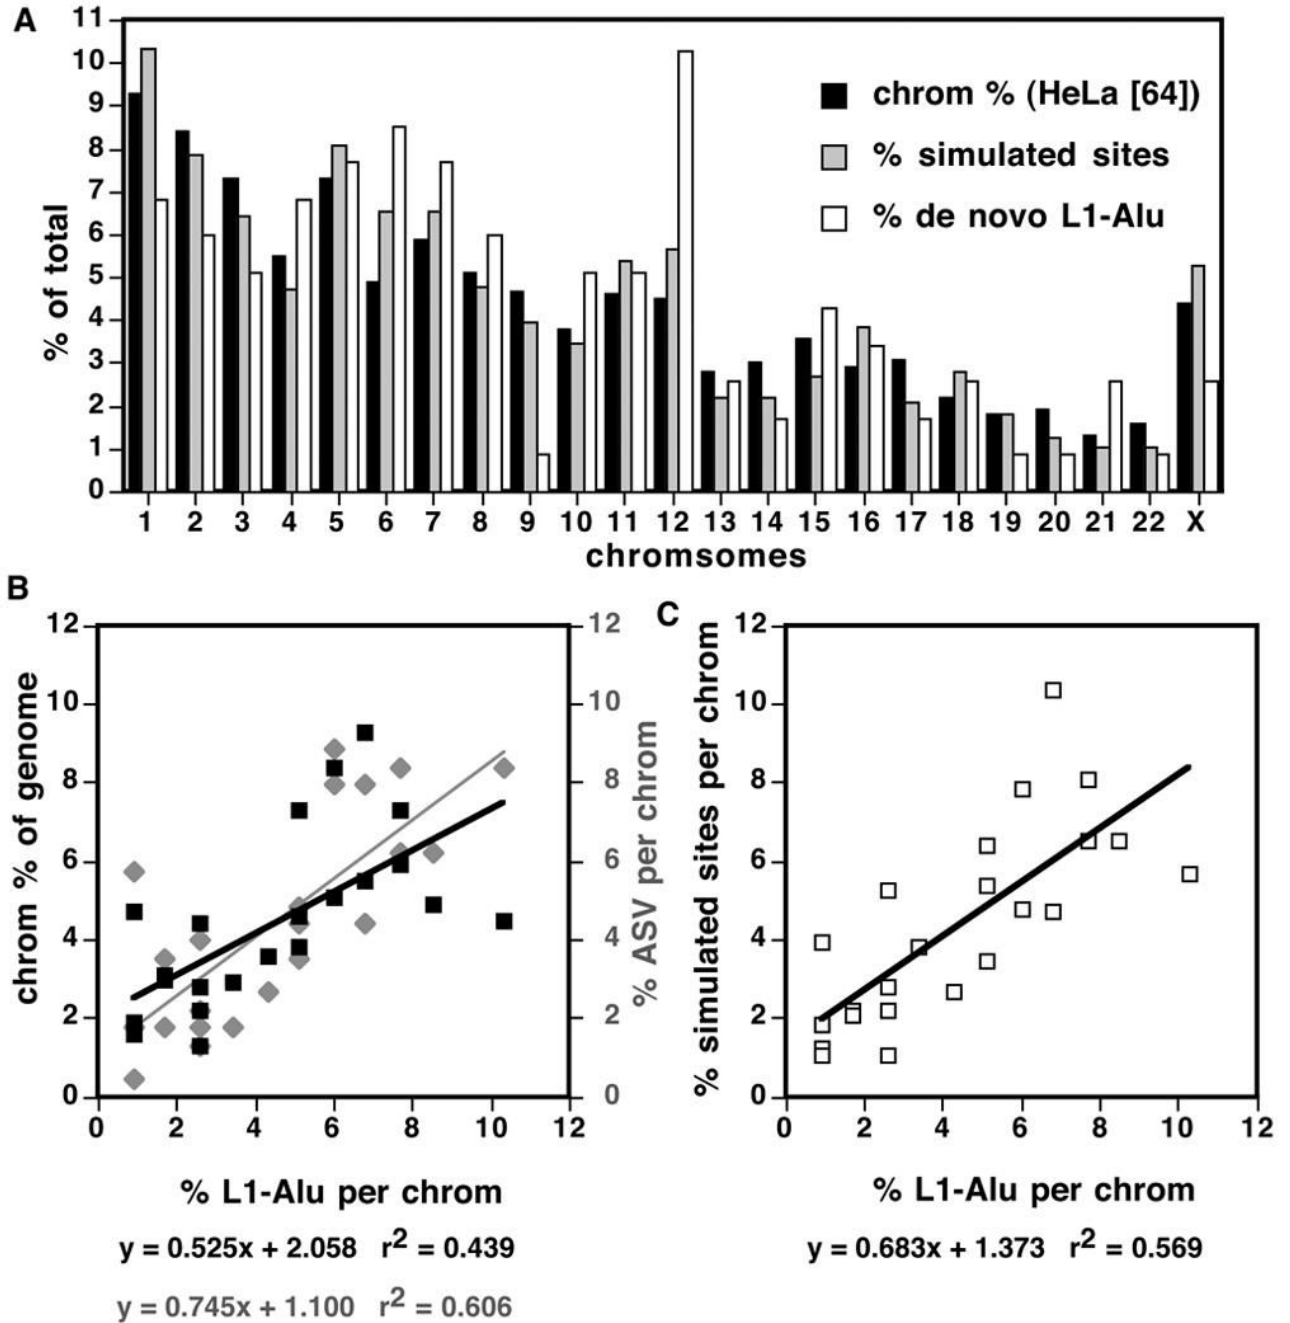 A
11
10
9
8
7
6
5
4
3
2
1
0
% of total
chrom % (HeLa [64])
% simulated sites
% de novo L1-Alu
1 2 3 4 5 6 7 8 9 10 11 12 13 14 15 16 17 18 19 20 21 22 X
chromsomes
B
12
10
8
6
4
2
0
chrom % of genome
12
10
8
6
4
2
0
% ASV per chrom
0 2 4 6 8 10 12
% L1-Alu per chrom
y = 0.525x + 2.058 r2 = 0.439
y = 0.745x + 1.100 r2 = 0.606
C
12
10
8
6
4
2
0
% simulated sites per chrom
0 2 4 6 8 10 12
% L1-Alu per chrom
y = 0.683x + 1.373 r2 = 0.569